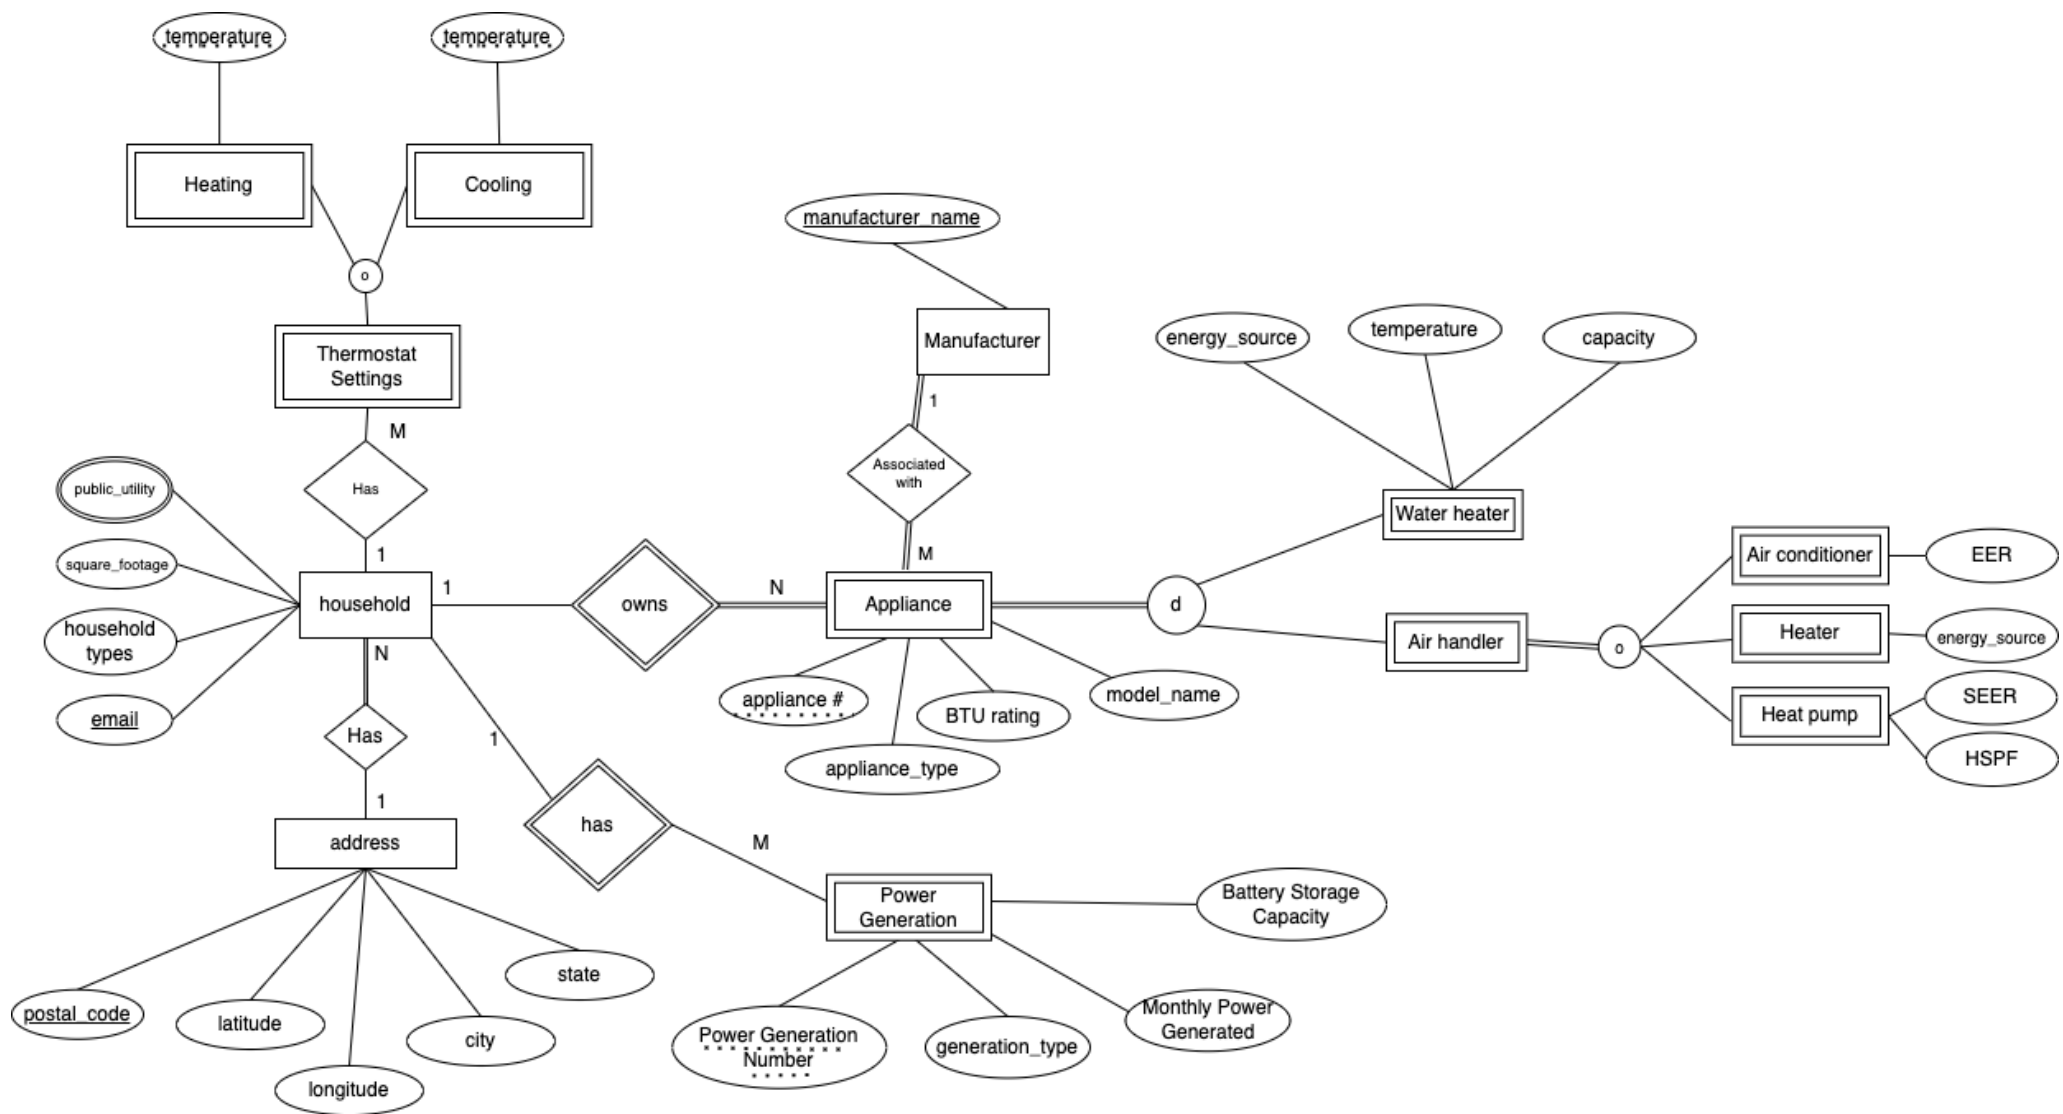 temperature
temperature
Heating
Cooling
o
Thermostat
Settings
M
Has
1
public_utility
square_footage
household
types
email
household
N
Has
1
address
postal_code
latitude
longitude
city
state
1
owns
N
1
has
M
manufacturer_name
Manufacturer
1
Associated
with
M
Appliance
appliance #
appliance_type
BTU rating
model_name
d
energy_source
temperature
capacity
Water heater
Air handler
o
Air conditioner
EER
Heater
energy_source
Heat pump
SEER
HSPF
Power
Generation
Battery Storage
Capacity
Power Generation
Number
generation_type
Monthly Power
Generated